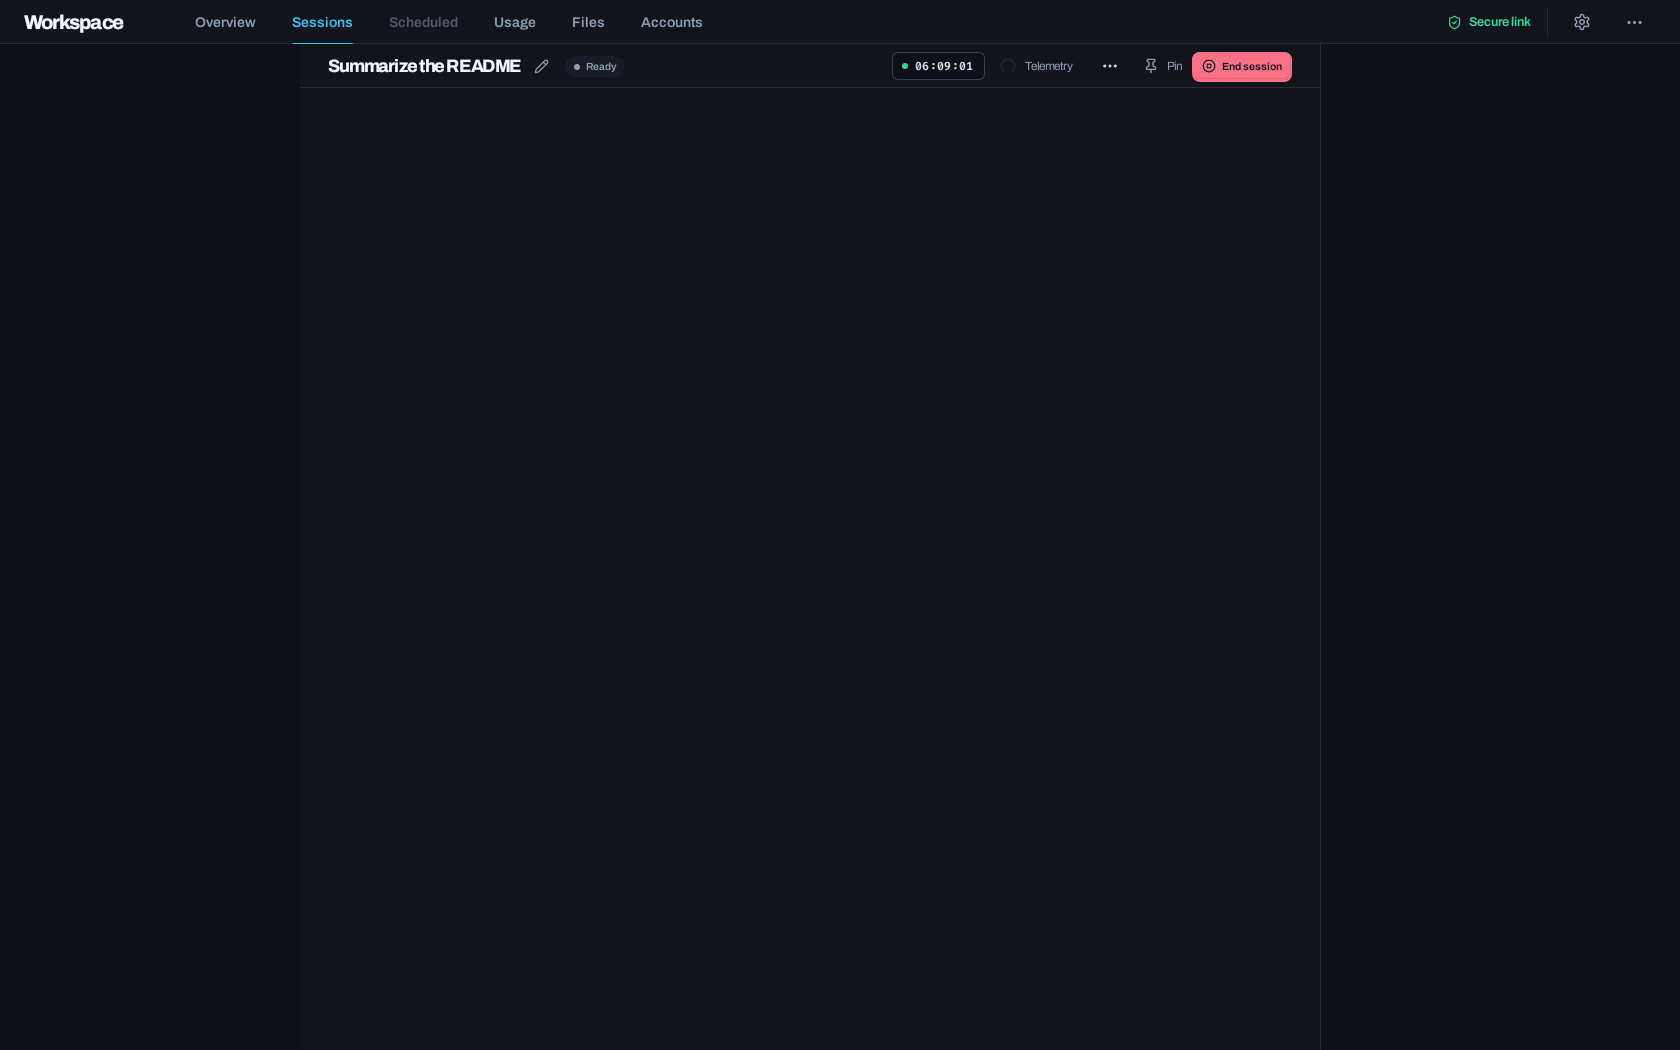 Workspace Overview Sessions Scheduled Usage Files Accounts Secure link
Summarize the README Ready 06:09:01 Telemetry Pin End session